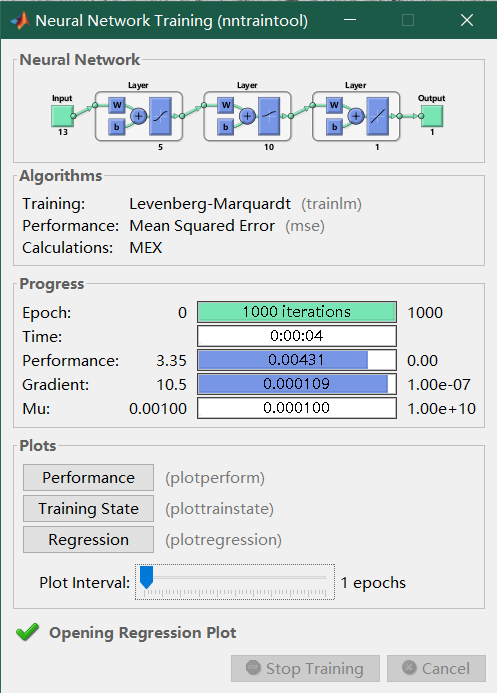 Neural Network Training (nntraintool)
Neural Network
Layer Layer Layer
Input W W W Output
b b b
13 5 10 1 1
Algorithms
Training: Levenberg-Marquardt (trainlm)
Performance: Mean Squared Error (mse)
Calculations: MEX
Progress
Epoch: 0 1000 iterations 1000
Time: 0:00:04
Performance: 3.35 0.00431 0.00
Gradient: 10.5 0.000109 1.00e-07
Mu: 0.00100 0.000100 1.00e+10
Plots
Performance (plotperform)
Training State (plottrainstate)
Regression (plotregression)
Plot Interval: 1 epochs
Opening Regression Plot
Stop Training Cancel